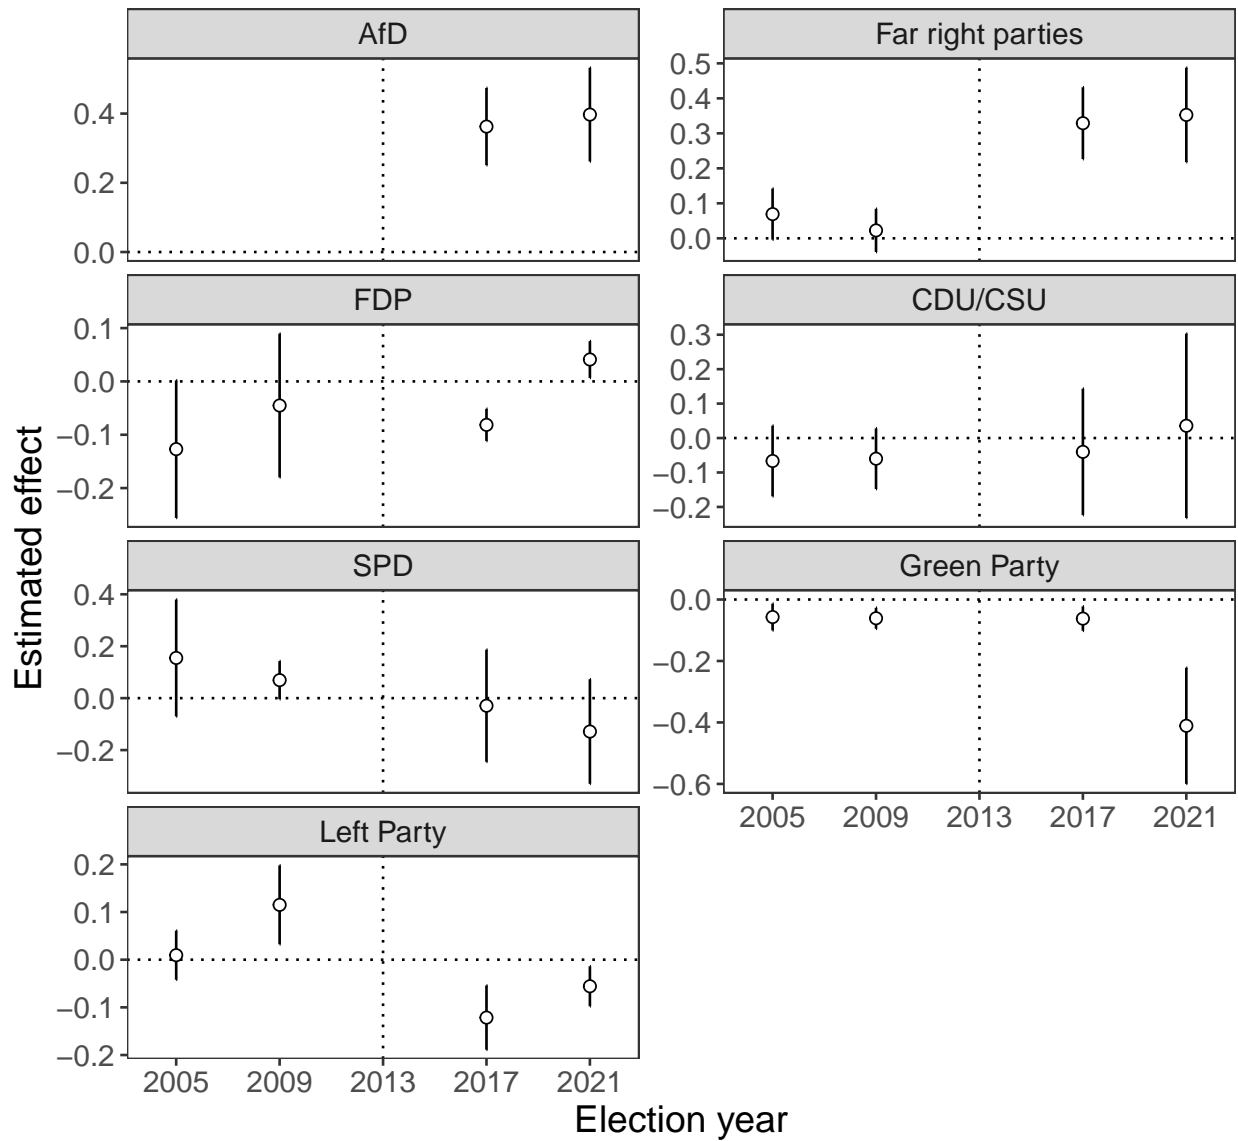 AfD
0.4
0.2
0.0
Far right parties
0.5
0.4
0.3
0.2
0.1
0.0
FDP
0.1
0.0
−0.1
−0.2
CDU/CSU
0.3
0.2
0.1
0.0
−0.1
−0.2
SPD
0.4
0.2
0.0
−0.2
Green Party
0.0
−0.2
−0.4
−0.6
2005 2009 2013 2017 2021
Left Party
0.2
0.1
0.0
−0.1
−0.2
2005 2009 2013 2017 2021
Estimated effect
Election year